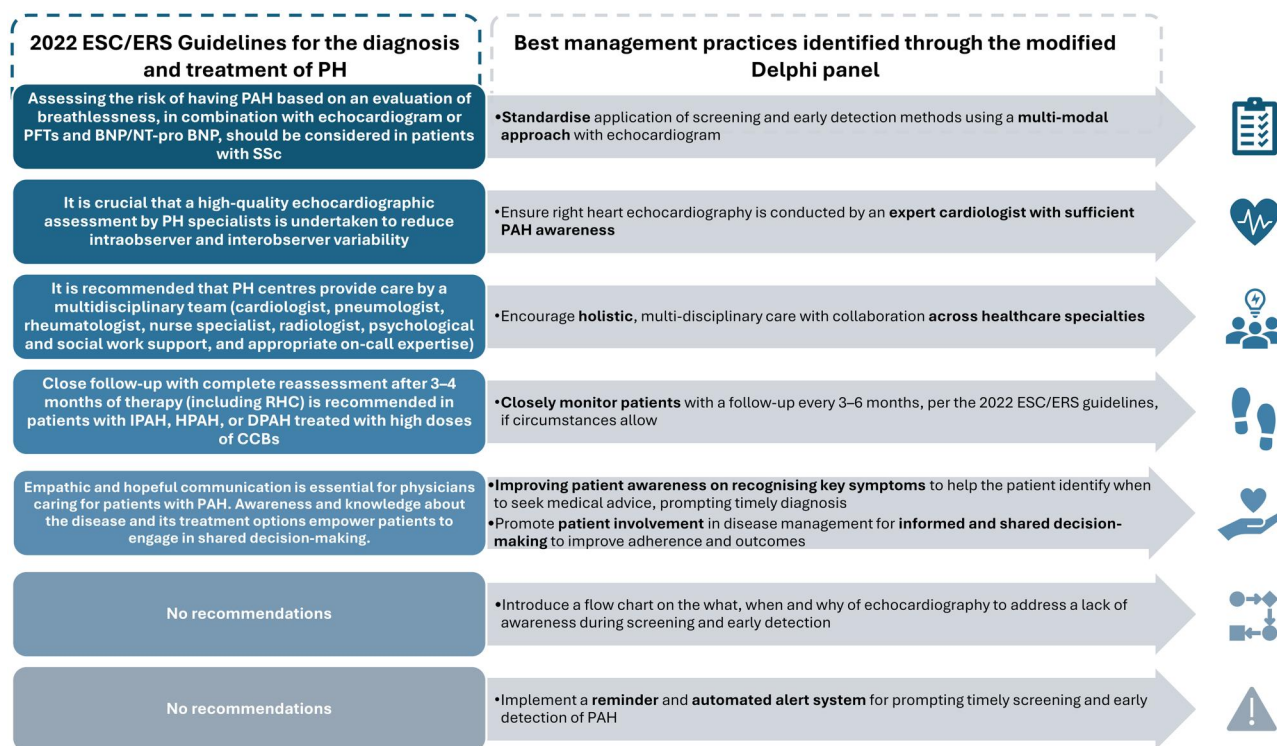 2022 ESC/ERS Guidelines for the diagnosis
and treatment of PH
Best management practices identified through the modified
Delphi panel
Assessing the risk of having PAH based on an evaluation of
breathlessness, in combination with echocardiogram or
PFTs and BNP/NT-pro BNP, should be considered in patients
with SSc
•Standardise application of screening and early detection methods using a multi-modal
approach with echocardiogram
It is crucial that a high-quality echocardiographic
assessment by PH specialists is undertaken to reduce
intraobserver and interobserver variability
•Ensure right heart echocardiography is conducted by an expert cardiologist with sufficient
PAH awareness
It is recommended that PH centres provide care by a
multidisciplinary team (cardiologist, pneumologist,
rheumatologist, nurse specialist, radiologist, psychological
and social work support, and appropriate on-call expertise)
•Encourage holistic, multi-disciplinary care with collaboration across healthcare specialties
Close follow-up with complete reassessment after 3–4
months of therapy (including RHC) is recommended in
patients with IPAH, HPAH, or DPAH treated with high doses
of CCBs
•Closely monitor patients with a follow-up every 3–6 months, per the 2022 ESC/ERS guidelines,
if circumstances allow
Empathic and hopeful communication is essential for physicians
caring for patients with PAH. Awareness and knowledge about
the disease and its treatment options empower patients to
engage in shared decision-making.
•Improving patient awareness on recognising key symptoms to help the patient identify when
to seek medical advice, prompting timely diagnosis
•Promote patient involvement in disease management for informed and shared decision-
making to improve adherence and outcomes
No recommendations
•Introduce a flow chart on the what, when and why of echocardiography to address a lack of
awareness during screening and early detection
No recommendations
•Implement a reminder and automated alert system for prompting timely screening and early
detection of PAH